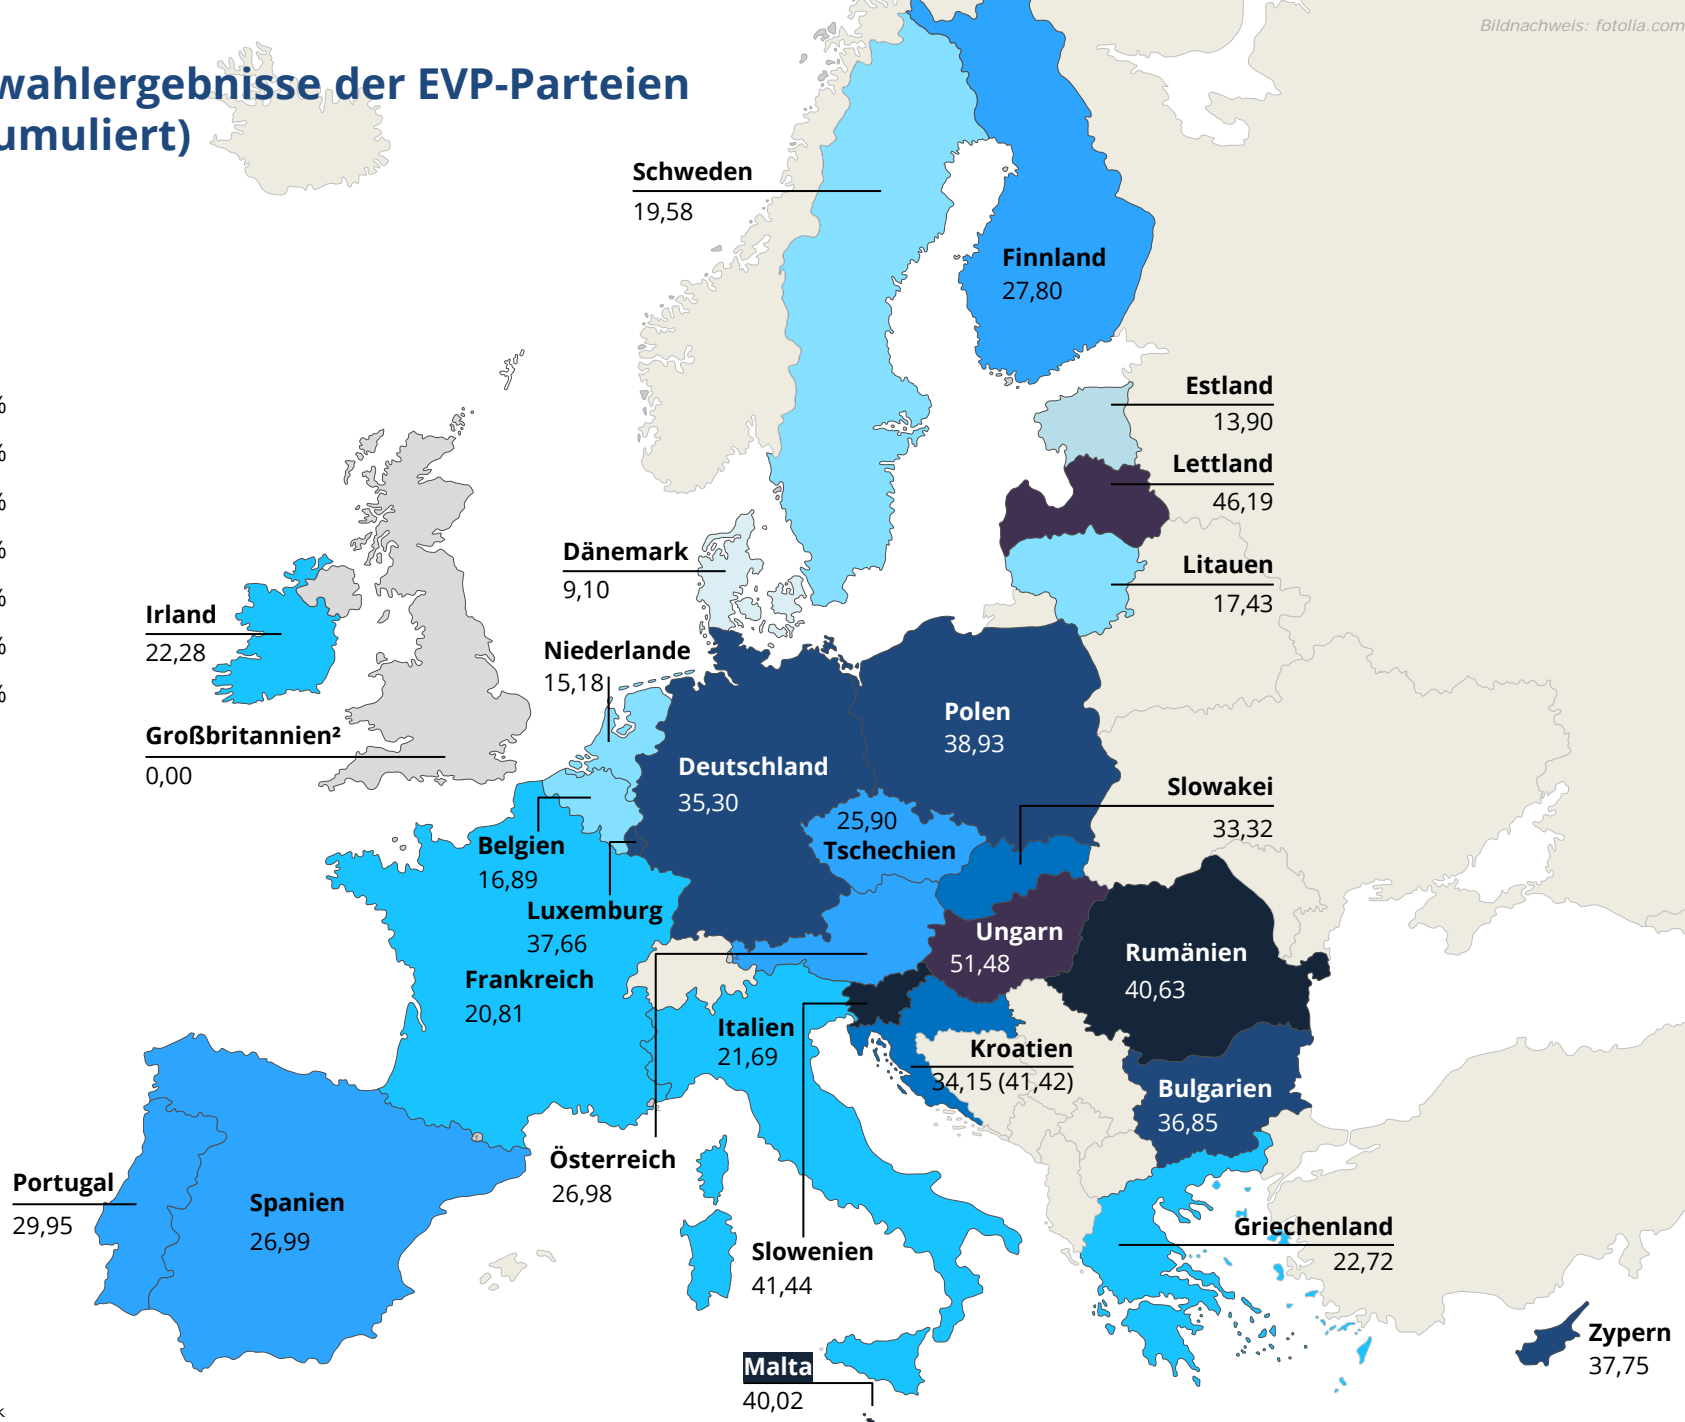 Bildnachweis: fotolia.com
wahlergebnisse der EVP-Parteien
umuliert)
Schweden
19,58
Finnland
27,80
Estland
13,90
Lettland
46,19
Litauen
17,43
Dänemark
9,10
%
%
%
%
%
%
%
Irland
22,28
Niederlande
15,18
Großbritannien²
0,00
Polen
38,93
Deutschland
35,30
Slowakei
33,32
25,90
Tschechien
Belgien
16,89
Luxemburg
37,66
Ungarn
51,48
Rumänien
40,63
Frankreich
20,81
Italien
21,69
Kroatien
34,15 (41,42)
Bulgarien
36,85
Österreich
26,98
Portugal
29,95
Spanien
26,99
Slowenien
41,44
Griechenland
22,72
Zypern
37,75
Malta
40,02
k